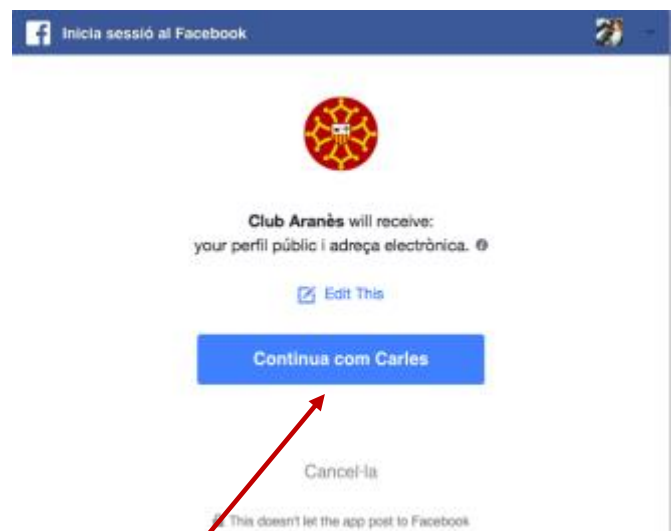 Inicia sessió al Facebook
Club Aranès will receive:
your perfil públic i adreça electrònica.
Edit This
Continua com Carles
Cancel·la
This doesn't let the app post to Facebook